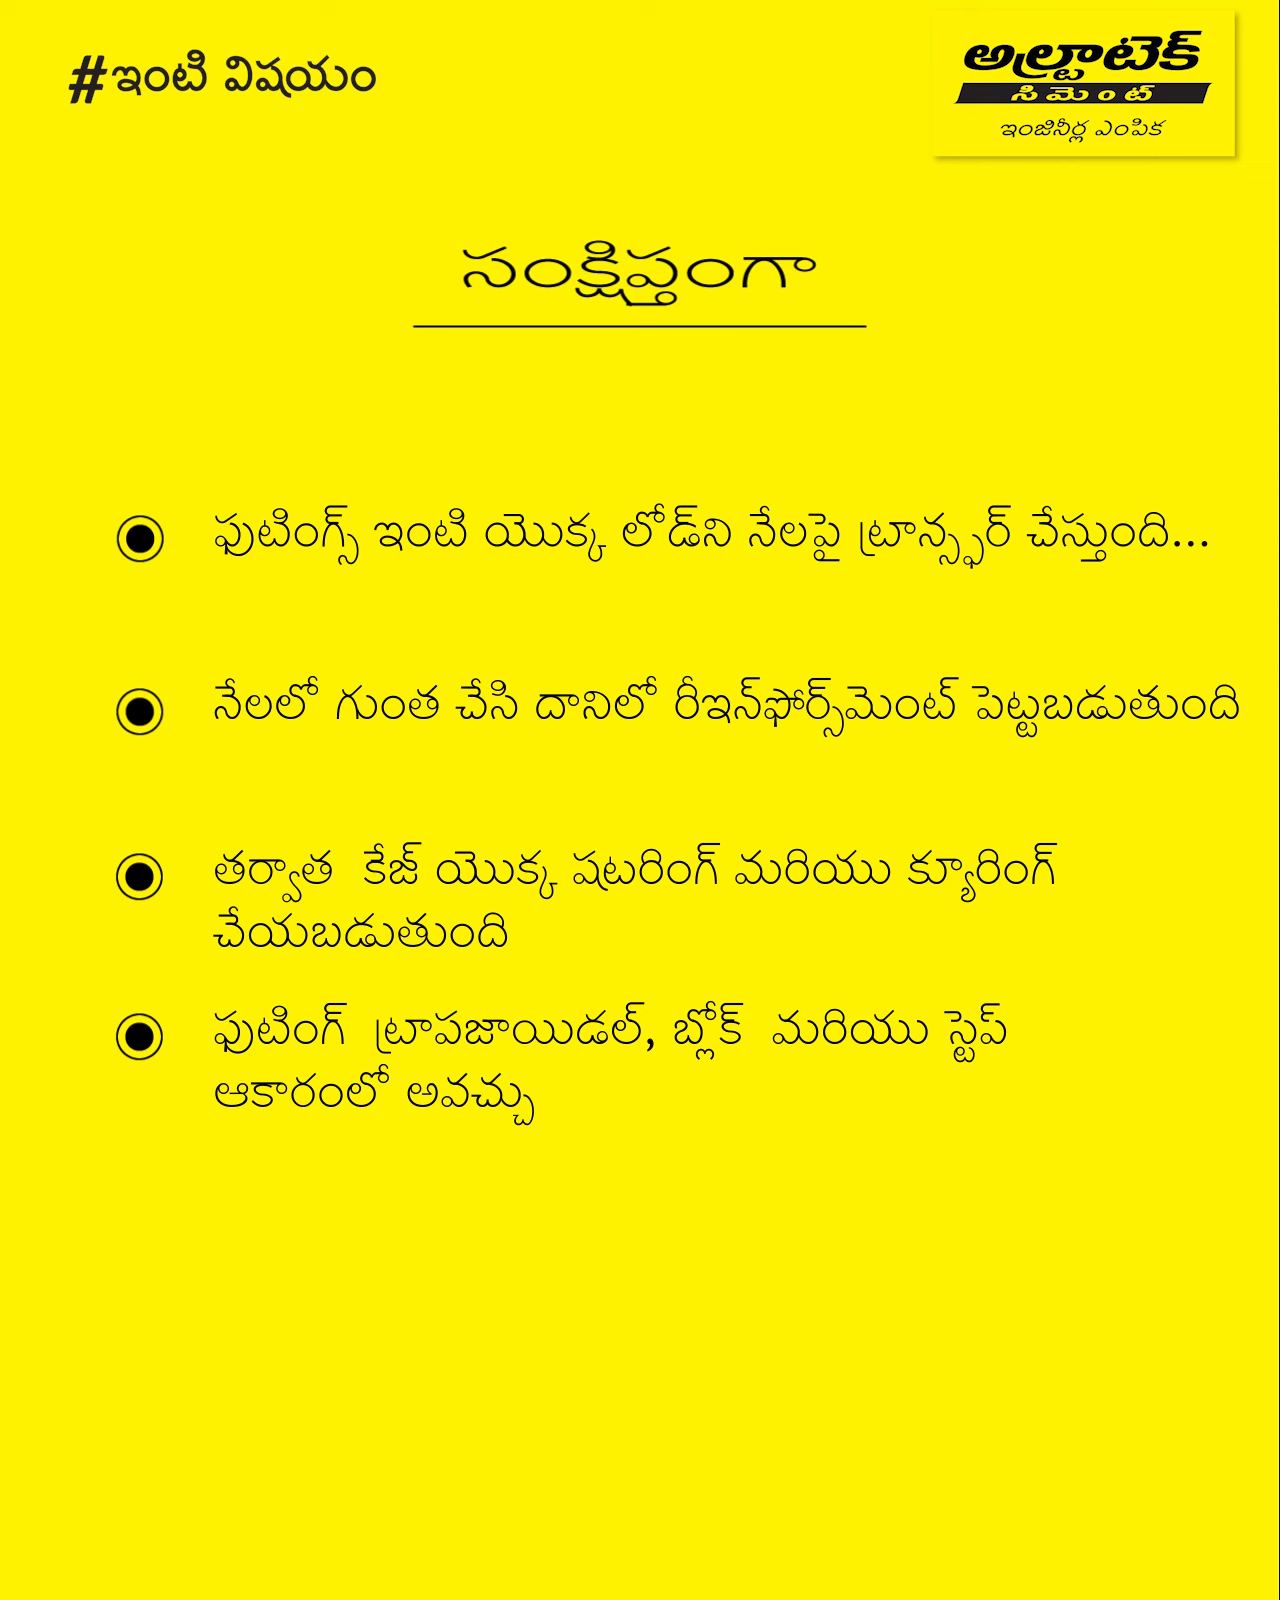 #ఇంటి విషయం
అల్ట్రాటెక్
సిమెంట్
ఇంజినీర్ల ఎంపిక
సంక్షిప్తంగా
ఫుటింగ్స్ ఇంటి యొక్క లోడ్‌ని నేలపై ట్రాన్స్ఫర్ చేస్తుంది...
నేలలో గుంత చేసి దానిలో రీఇన్‌ఫోర్స్‌మెంట్ పెట్టబడుతుంది
తర్వాత కేజ్ యొక్క షటరింగ్ మరియు క్యూరింగ్
చేయబడుతుంది
ఫుటింగ్ ట్రాపజాయిడల్, బ్లోక్ మరియు స్టెప్
ఆకారంలో అవచ్చు